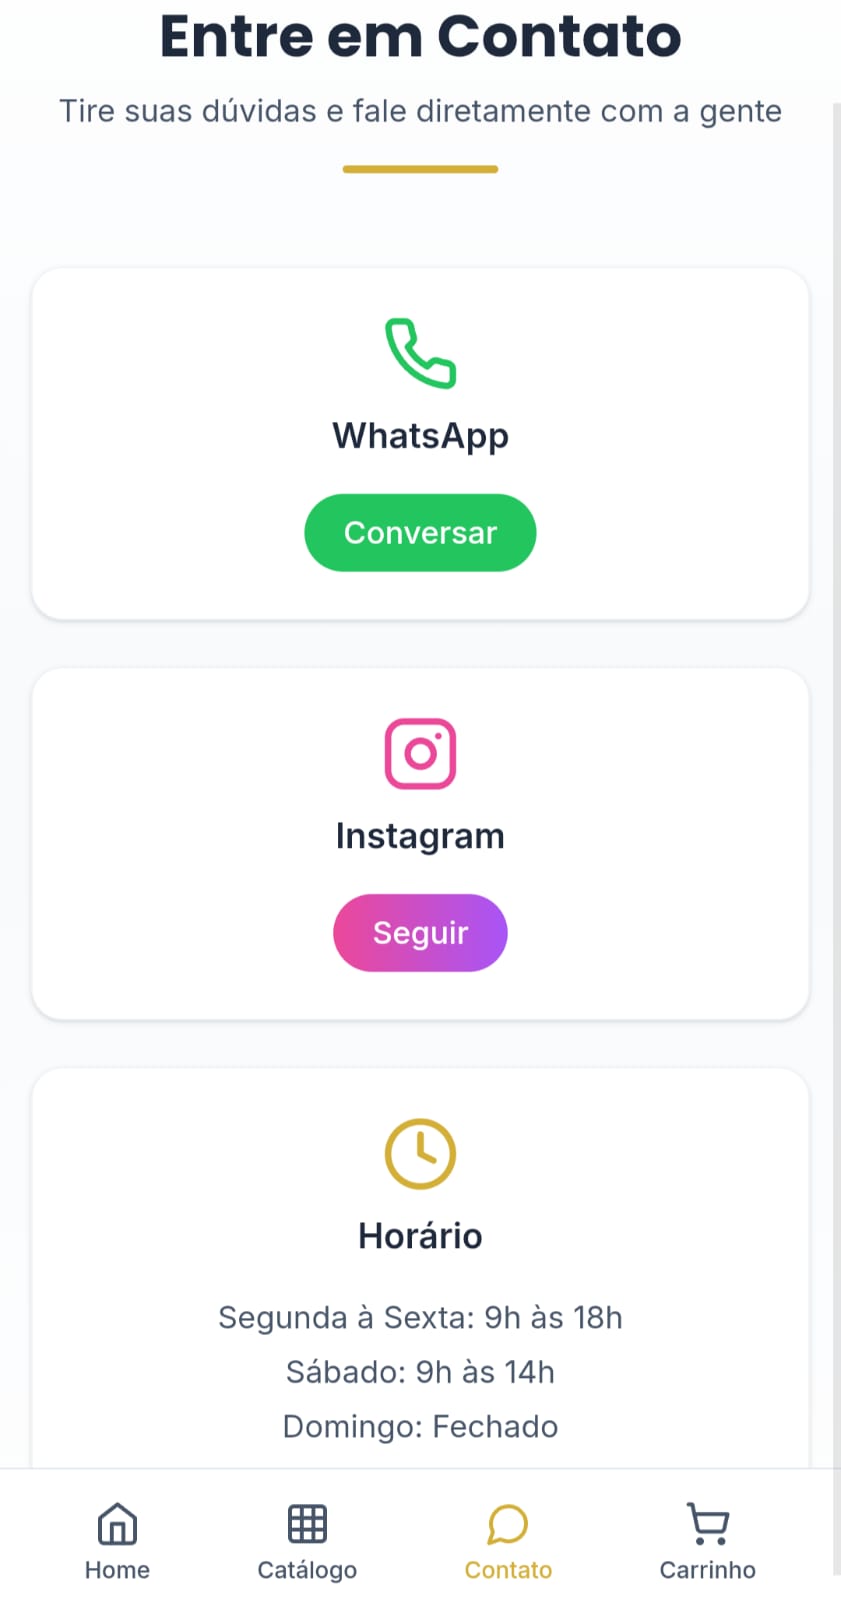 Entre em Contato
Tire suas dúvidas e fale diretamente com a gente
WhatsApp
Conversar
Instagram
Seguir
Horário
Segunda à Sexta: 9h às 18h
Sábado: 9h às 14h
Domingo: Fechado
Home Catálogo Contato Carrinho